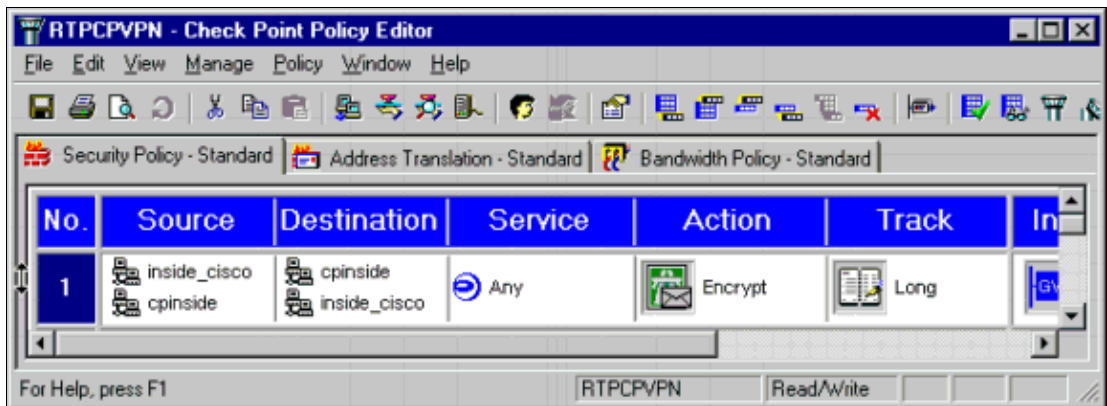 RTPCPVPN - Check Point Policy Editor
File Edit View Manage Policy Window Help
Security Policy - Standard Address Translation - Standard Bandwidth Policy - Standard
No. Source Destination Service Action Track In
1 inside_cisco cpinside Any Encrypt Long GV
cpinside inside_cisco
For Help, press F1 RTPCPVPN Read/Write